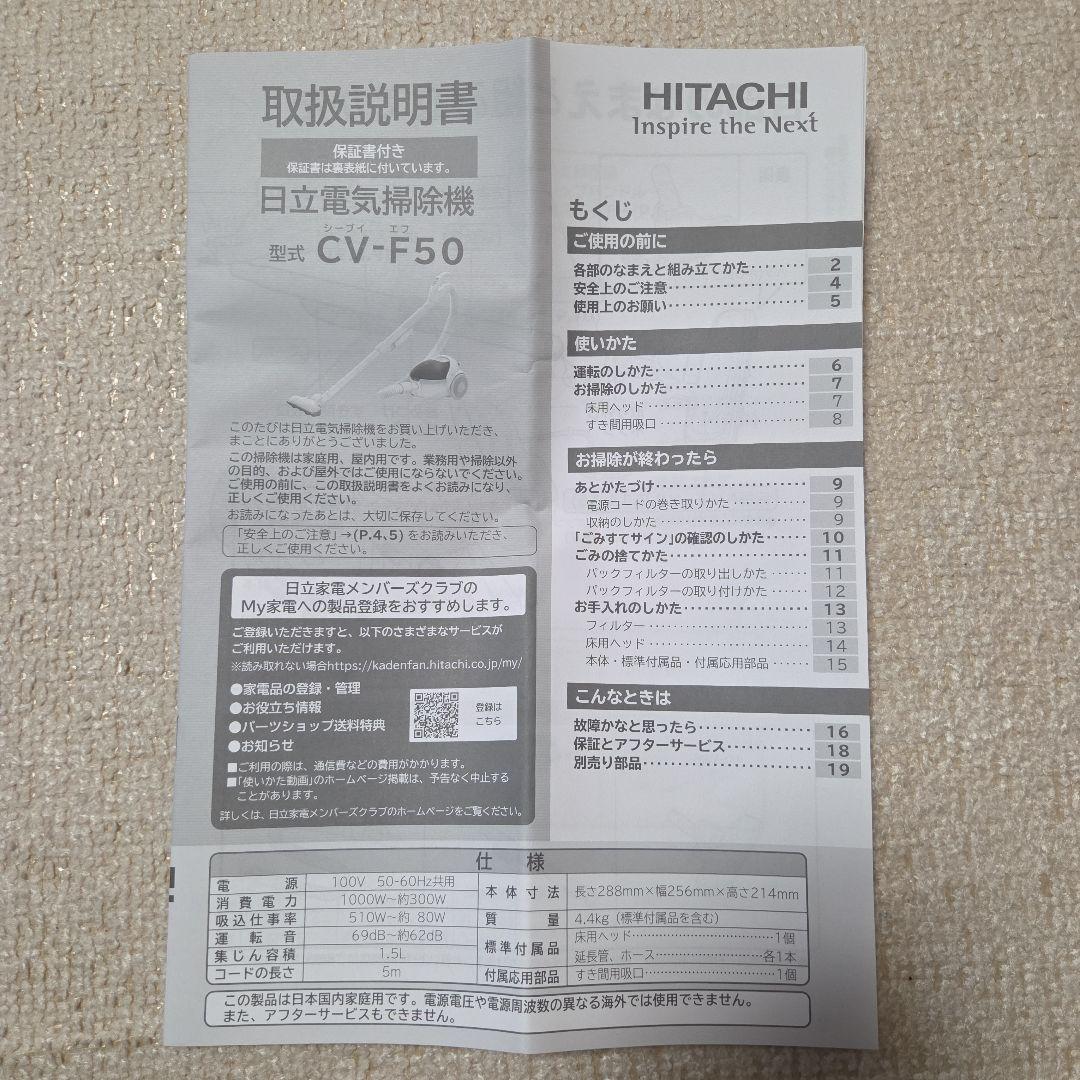 取扱説明書
保証書付き
保証書は裏表紙に付いています。
日立電気掃除機
シーブイ エフ
型式 CV-F50
このたびは日立電気掃除機をお買い上げいただき、
まことにありがとうございました。
この掃除機は家庭用、屋内用です。業務用や掃除以外
の目的、および屋外ではご使用にならないでください。
ご使用の前に、この取扱説明書をよくお読みになり、
正しくご使用ください。
お読みになったあとは、大切に保存してください。
「安全上のご注意」→(P.4、5) をお読みいただき、
正しくご使用ください。
日立家電メンバーズクラブの
My家電への製品登録をおすすめします。
ご登録いただきますと、以下のさまざまなサービスが
ご利用いただけます。
※読み取れない場合https://kadenfan.hitachi.co.jp/my/
●家電品の登録・管理
●お役立ち情報
●パーツショップ送料特典
●お知らせ
登録は
こちら
■ご利用の際は、通信費などの費用がかかります。
■「使いかた動画」のホームページ掲載は、予告なく中止する
ことがあります。
詳しくは、日立家電メンバーズクラブのホームページをご覧ください。
HITACHI
Inspire the Next
もくじ
ご使用の前に
各部のなまえと組み立てかた········ 2
安全上のご注意·················· 4
使用上のお願い·················· 5
使いかた
運転のしかた···················· 6
お掃除のしかた·················· 7
床用ヘッド···················· 7
すき間用吸口·················· 8
お掃除が終わったら
あとかたづけ···················· 9
電源コードの巻き取りかた········ 9
収納のしかた·················· 9
「ごみすてサイン」の確認のしかた······ 10
ごみの捨てかた·················· 11
パックフィルターの取り出しかた······ 11
パックフィルターの取り付けかた······ 12
お手入れのしかた················ 13
フィルター···················· 13
床用ヘッド···················· 14
本体・標準付属品・付属応用部品······ 15
こんなときは
故障かなと思ったら·············· 16
保証とアフターサービス············ 18
別売り部品······················ 19
仕様
電源 100V 50-60Hz共用
消費電力 1000W～約300W
吸込仕事率 510W～約 80W
運転音 69dB～約62dB
集じん容積 1.5L
コードの長さ 5m
本体寸法 長さ288mm×幅256mm×高さ214mm
質量 4.4kg（標準付属品を含む）
標準付属品 床用ヘッド························1個
延長管、ホース····················各1本
付属応用部品 すき間用吸口······················1個
この製品は日本国内家庭用です。電源電圧や電源周波数の異なる海外では使用できません。
また、アフターサービスもできません。